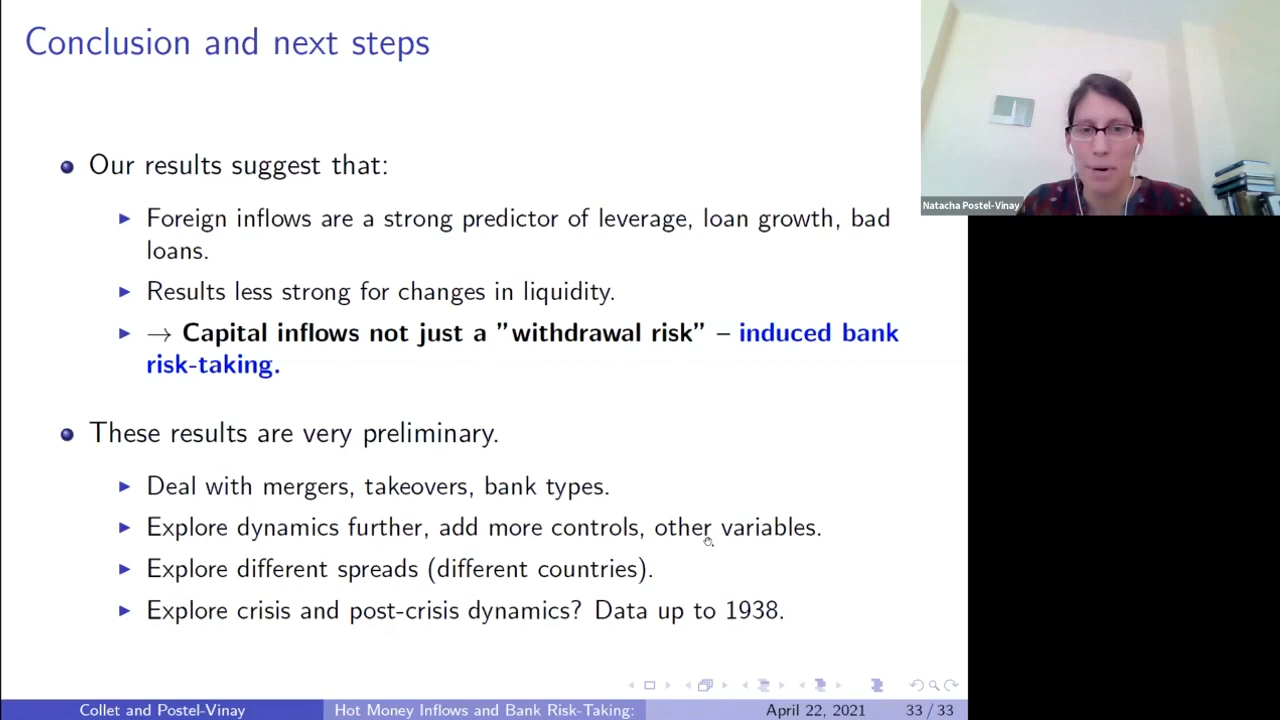 Conclusion and next steps
Our results suggest that:
Foreign inflows are a strong predictor of leverage, loan growth, bad
loans.
Results less strong for changes in liquidity.
→ Capital inflows not just a "withdrawal risk" – induced bank
risk-taking.
These results are very preliminary.
Deal with mergers, takeovers, bank types.
Explore dynamics further, add more controls, other variables.
Explore different spreads (different countries).
Explore crisis and post-crisis dynamics? Data up to 1938.
Collet and Postel-Vinay
Hot Money Inflows and Bank Risk-Taking:
April 22, 2021
33 / 33
Natacha Postel-Vinay